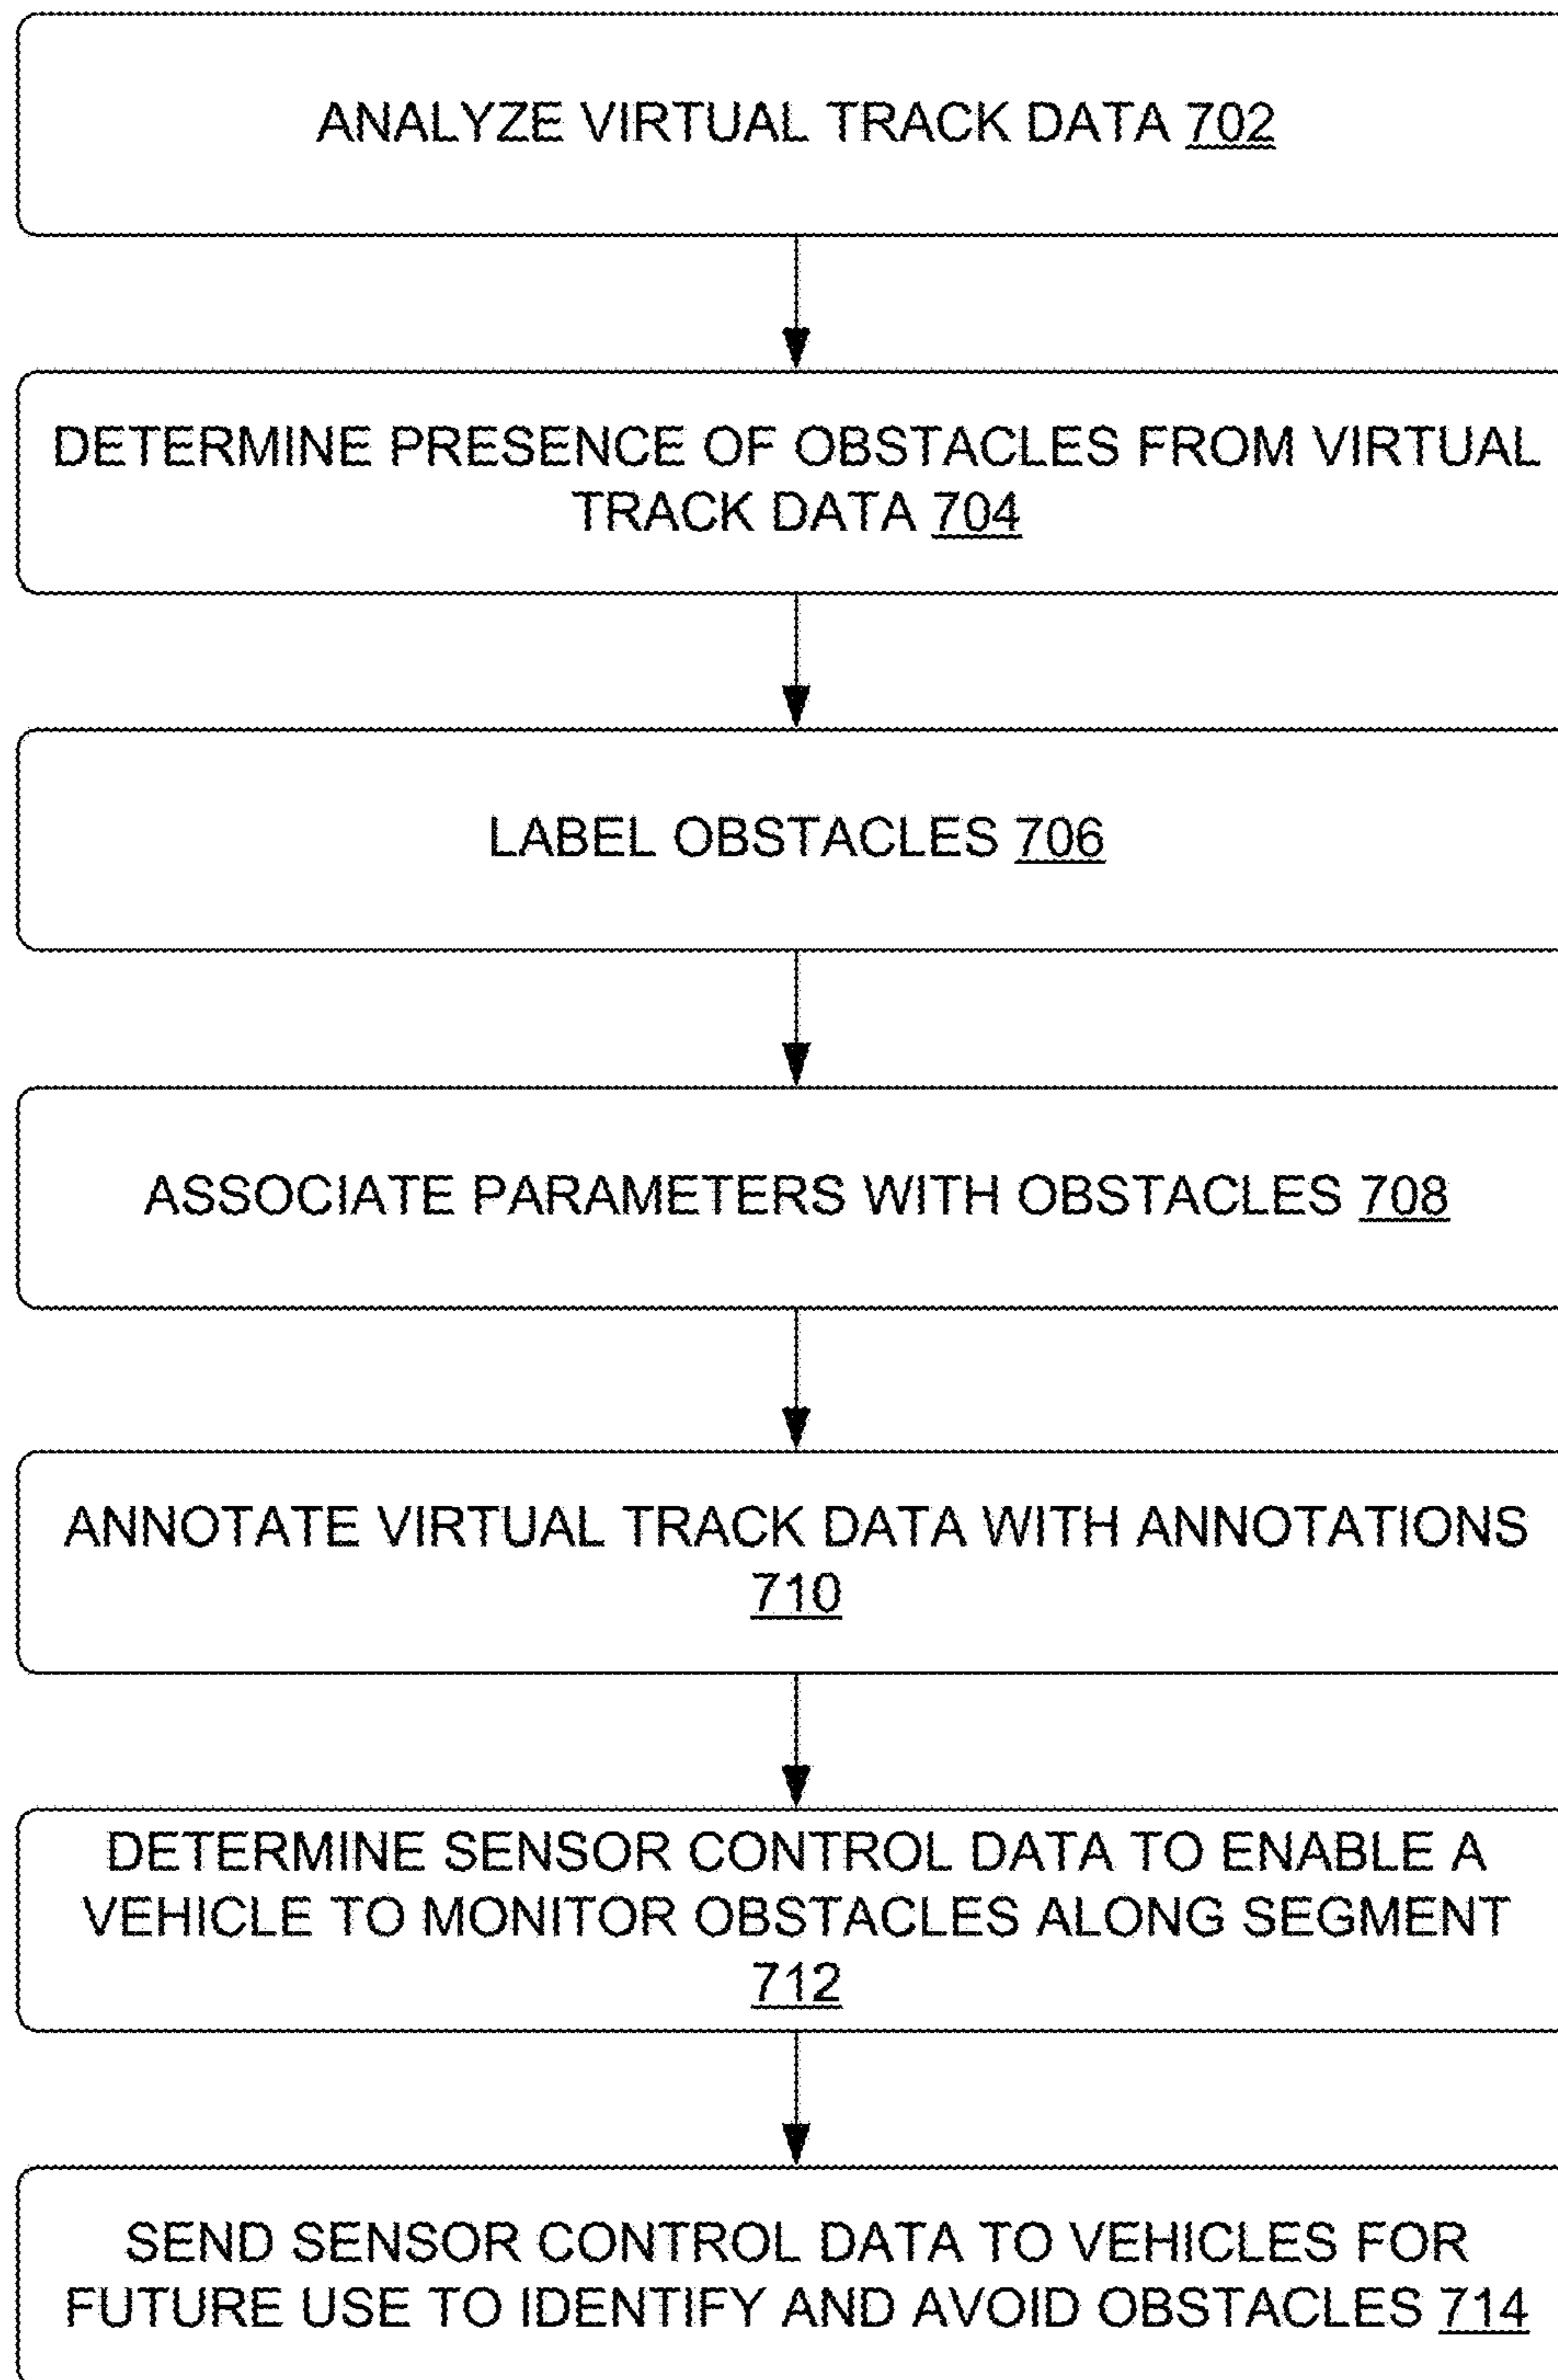 ANALYZE VIRTUAL TRACK DATA 702
DETERMINE PRESENCE OF OBSTACLES FROM VIRTUAL
TRACK DATA 704
LABEL OBSTACLES 706
ASSOCIATE PARAMETERS WITH OBSTACLES 708
ANNOTATE VIRTUAL TRACK DATA WITH ANNOTATIONS
710
DETERMINE SENSOR CONTROL DATA TO ENABLE A
VEHICLE TO MONITOR OBSTACLES ALONG SEGMENT
712
SEND SENSOR CONTROL DATA TO VEHICLES FOR
FUTURE USE TO IDENTIFY AND AVOID OBSTACLES 714